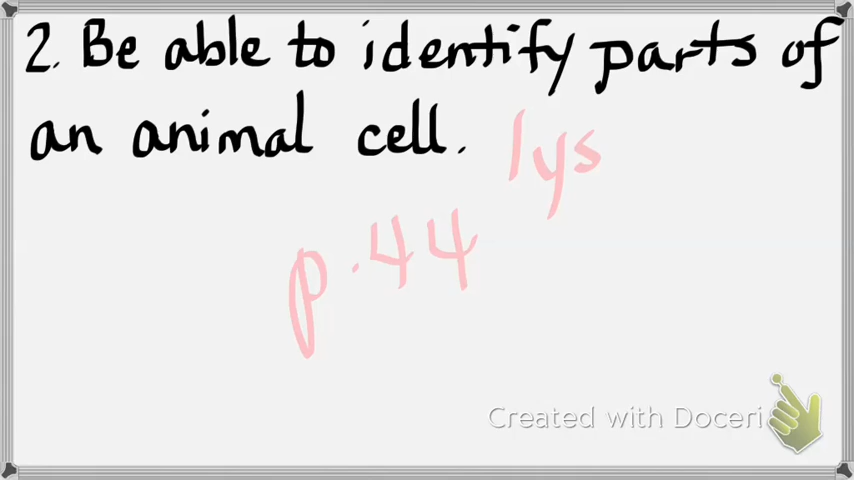 2. Be able to identify parts of
an animal cell.
lys
p.44
Created with Doceri